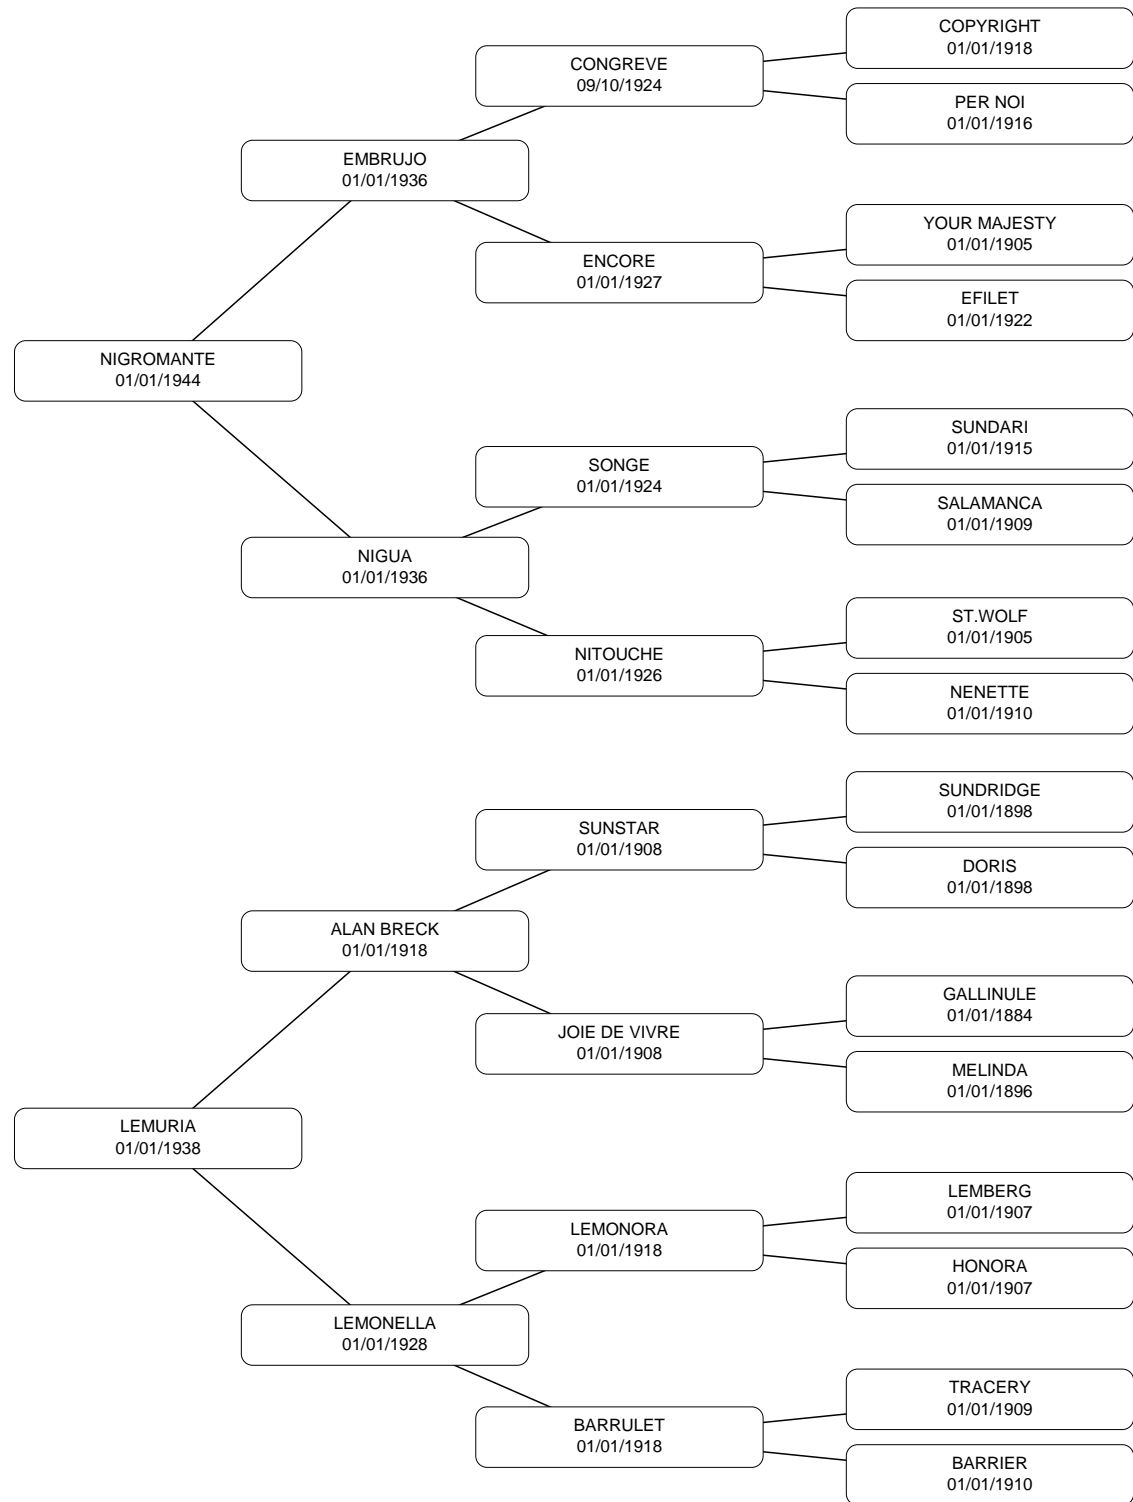 COPYRIGHT
01/01/1918
CONGREVE
09/10/1924
PER NOI
01/01/1916
EMBRUJO
01/01/1936
YOUR MAJESTY
01/01/1905
ENCORE
01/01/1927
EFILET
01/01/1922
NIGROMANTE
01/01/1944
SUNDARI
01/01/1915
SONGE
01/01/1924
SALAMANCA
01/01/1909
NIGUA
01/01/1936
ST.WOLF
01/01/1905
NITOUCHE
01/01/1926
NENETTE
01/01/1910
SUNDRIDGE
01/01/1898
SUNSTAR
01/01/1908
DORIS
01/01/1898
ALAN BRECK
01/01/1918
GALLINULE
01/01/1884
JOIE DE VIVRE
01/01/1908
MELINDA
01/01/1896
LEMURIA
01/01/1938
LEMBERG
01/01/1907
LEMONORA
01/01/1918
HONORA
01/01/1907
LEMONELLA
01/01/1928
TRACERY
01/01/1909
BARRULET
01/01/1918
BARRIER
01/01/1910